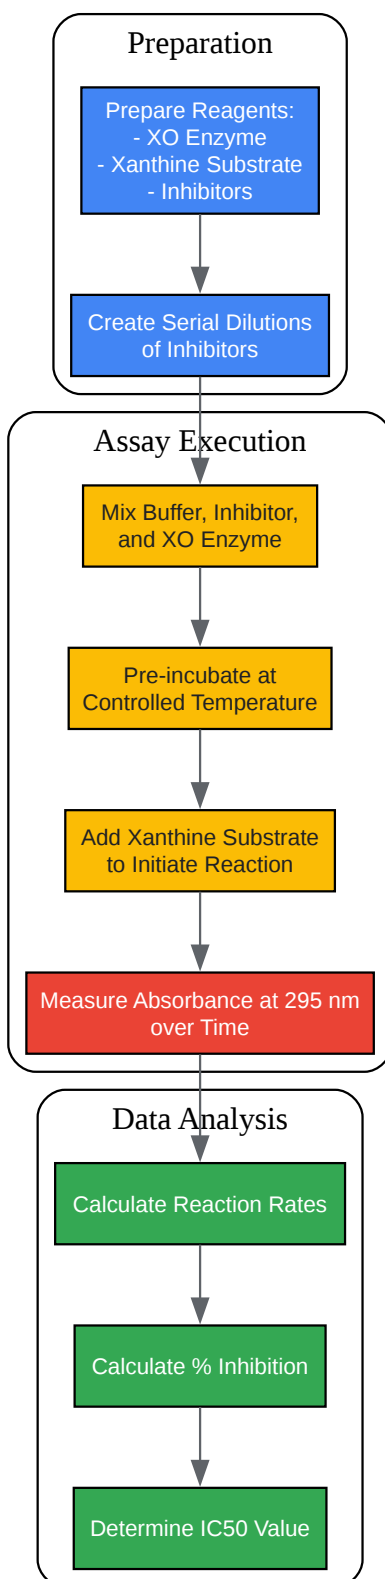 Preparation
Prepare Reagents:
- XO Enzyme
- Xanthine Substrate
- Inhibitors
Create Serial Dilutions
of Inhibitors
Assay Execution
Mix Buffer, Inhibitor,
and XO Enzyme
Pre-incubate at
Controlled Temperature
Add Xanthine Substrate
to Initiate Reaction
Measure Absorbance at 295 nm
over Time
Data Analysis
Calculate Reaction Rates
Calculate % Inhibition
Determine IC50 Value